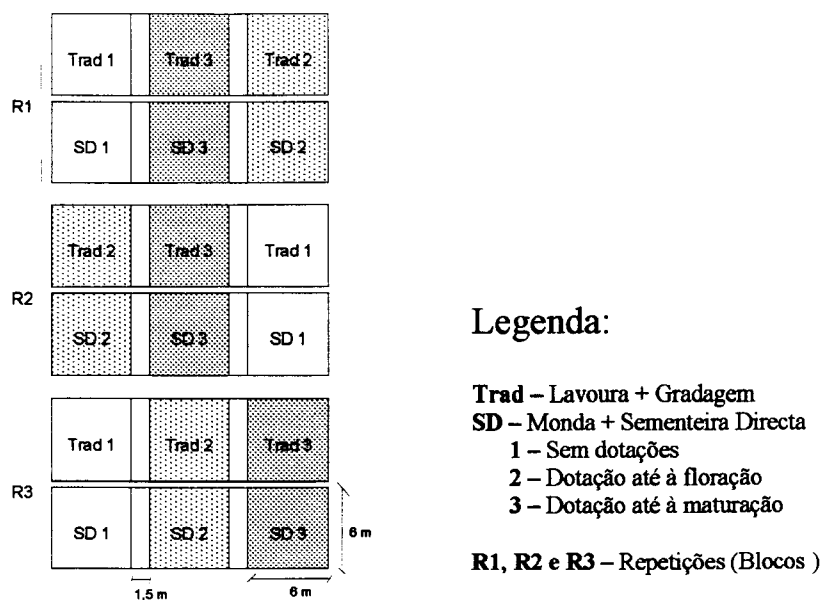 Trad 1 Trad 3 Trad 2
R1
SD 1 SD 3 SD 2
Trad 2 Trad 3 Trad 1
R2
SD 2 SD 3 SD 1
Trad 1 Trad 2 Trad 3
R3
SD 1 SD 2 SD 3
6 m
1,5 m 6 m
Legenda:
Trad – Lavoura + Gradagem
SD – Monda + Sementeira Directa
1 – Sem dotações
2 – Dotação até à floração
3 – Dotação até à maturação
R1, R2 e R3 – Repetições (Blocos )